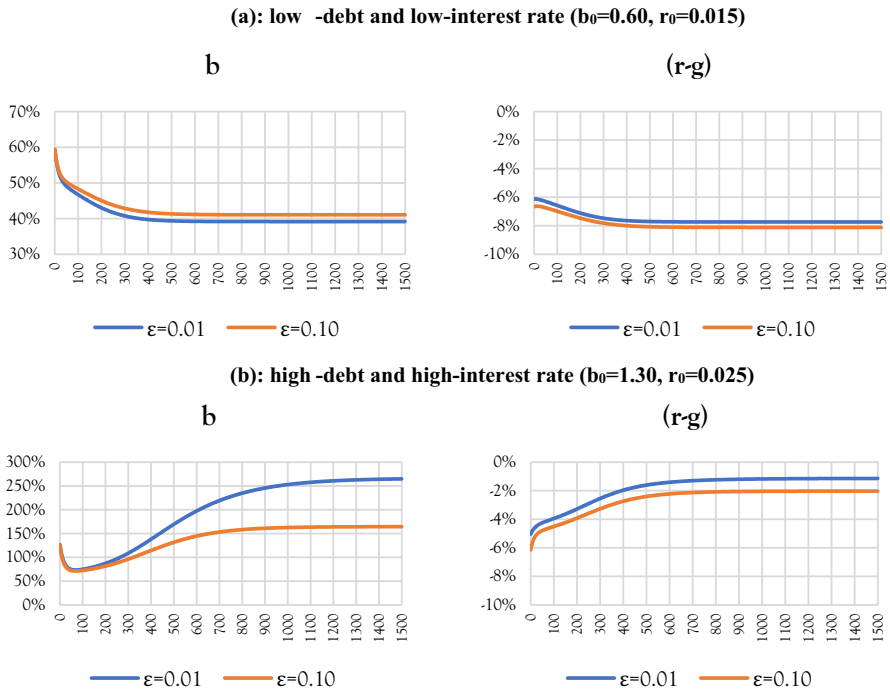 (a): low -debt and low-interest rate (b₀=0.60, r₀=0.015)
b
(r-g)
70%
60%
50%
40%
30%
0 100 200 300 400 500 600 700 800 900 1000 1100 1200 1300 1400 1500
ε=0.01 ε=0.10
0%
-2%
-4%
-6%
-8%
-10%
0 100 200 300 400 500 600 700 800 900 1000 1100 1200 1300 1400 1500
ε=0.01 ε=0.10
(b): high -debt and high-interest rate (b₀=1.30, r₀=0.025)
b
(r-g)
300%
250%
200%
150%
100%
50%
0%
0 100 200 300 400 500 600 700 800 900 1000 1100 1200 1300 1400 1500
ε=0.01 ε=0.10
0%
-2%
-4%
-6%
-8%
-10%
0 100 200 300 400 500 600 700 800 900 1000 1100 1200 1300 1400 1500
ε=0.01 ε=0.10